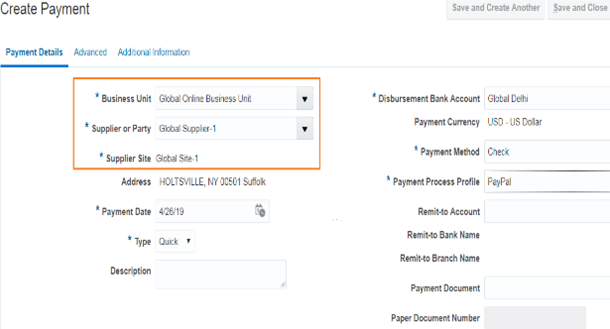 Create Payment
Save and Create Another
Save and Close
Payment Details
Advanced
Additional Information
* Business Unit Global Online Business Unit
* Supplier or Party Global Supplier-1
* Supplier Site Global Site-1
Address HOLTSVILLE, NY 00501 Suffolk
* Payment Date 4/26/19
* Type Quick
Description
* Disbursement Bank Account Global Delhi
Payment Currency USD - US Dollar
* Payment Method Check
* Payment Process Profile PayPal
Remit-to Account
Remit-to Bank Name
Remit-to Branch Name
Payment Document
Paper Document Number